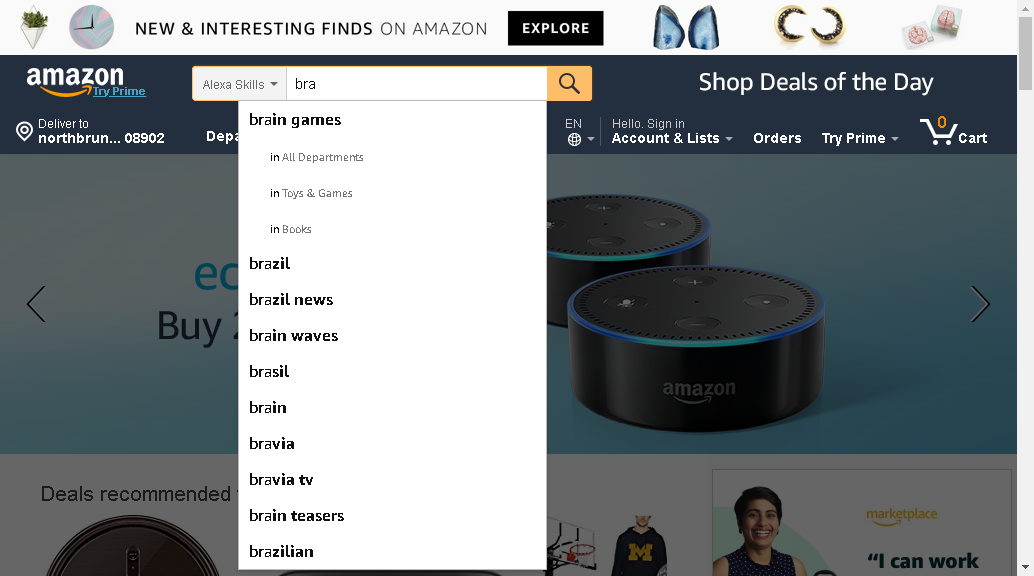 NEW & INTERESTING FINDS ON AMAZON EXPLORE
amazon
Try Prime
Alexa Skills
bra
Shop Deals of the Day
Deliver to
northbrun... 08902
Depa
EN
Hello. Sign in
Account & Lists
Orders
Try Prime
0
Cart
brain games
in All Departments
in Toys & Games
in Books
brazil
brazil news
brain waves
brasil
brain
bravia
bravia tv
brain teasers
brazilian
ec
Buy 2
amazon
Deals recommended
marketplace
M
“I can work